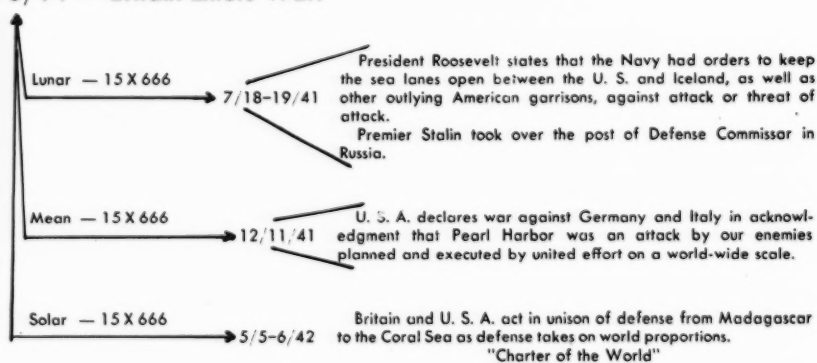 President Roosevelt states that the Navy had orders to keep
Lunar — 15 X 666
the sea lanes open between the U. S. and Iceland, as well as
7/18-19/41
other outlying American garrisons, against attack or threat of
attack.
Premier Stalin took over the post of Defense Commissar in
Russia.
Mean — 15 X 666
12/11/41
U. S. A. declares war against Germany and Italy in acknowl-
edgment that Pearl Harbor was an attack by our enemies
planned and executed by united effort on a world-wide scale.
Solar — 15 X 666
5/5-6/42
Britain and U. S. A. act in unison of defense from Madagascar
to the Coral Sea as defense takes on world proportions.
"Charter of the World"